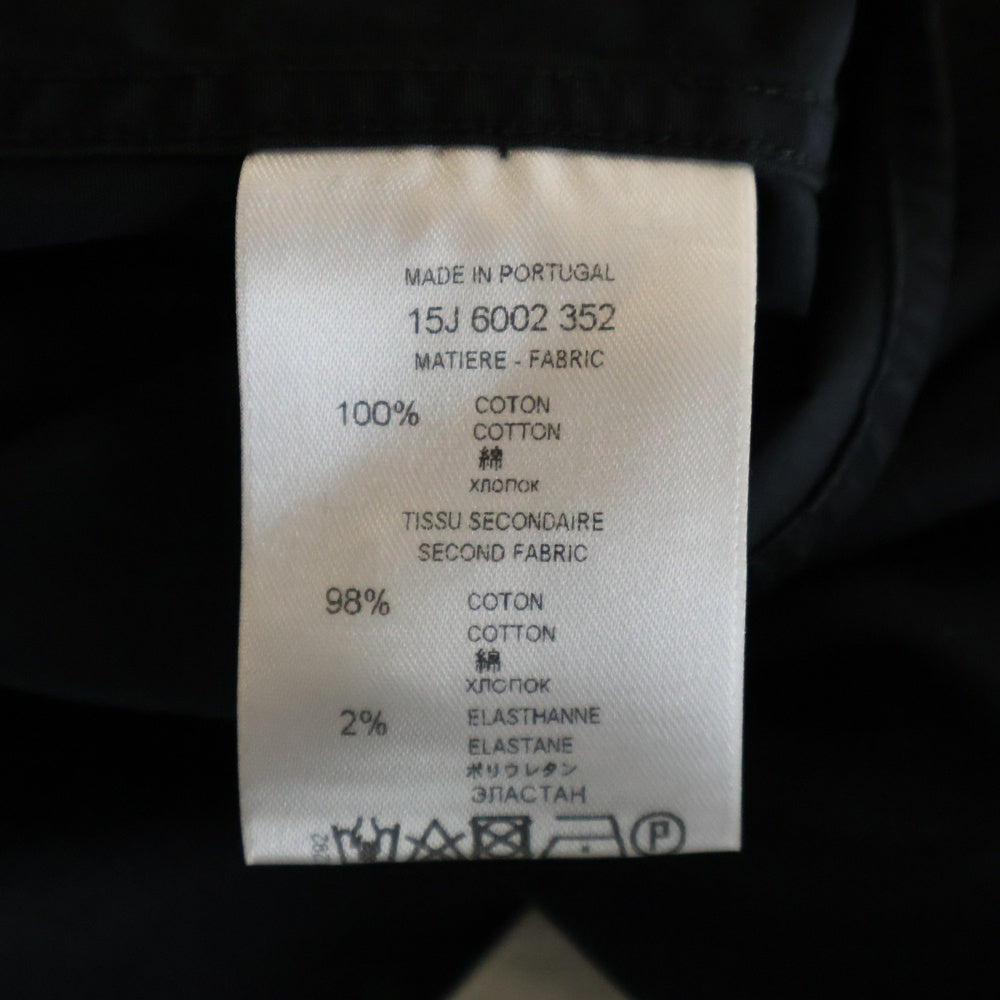 MADE IN PORTUGAL
15J 6002 352
MATIERE - FABRIC
100% COTON
COTTON
綿
хлопок
TISSU SECONDAIRE
SECOND FABRIC
98% COTON
COTTON
綿
хлопок
2% ELASTHANNE
ELASTANE
ポリウレタン
ЭЛАСТАН
P